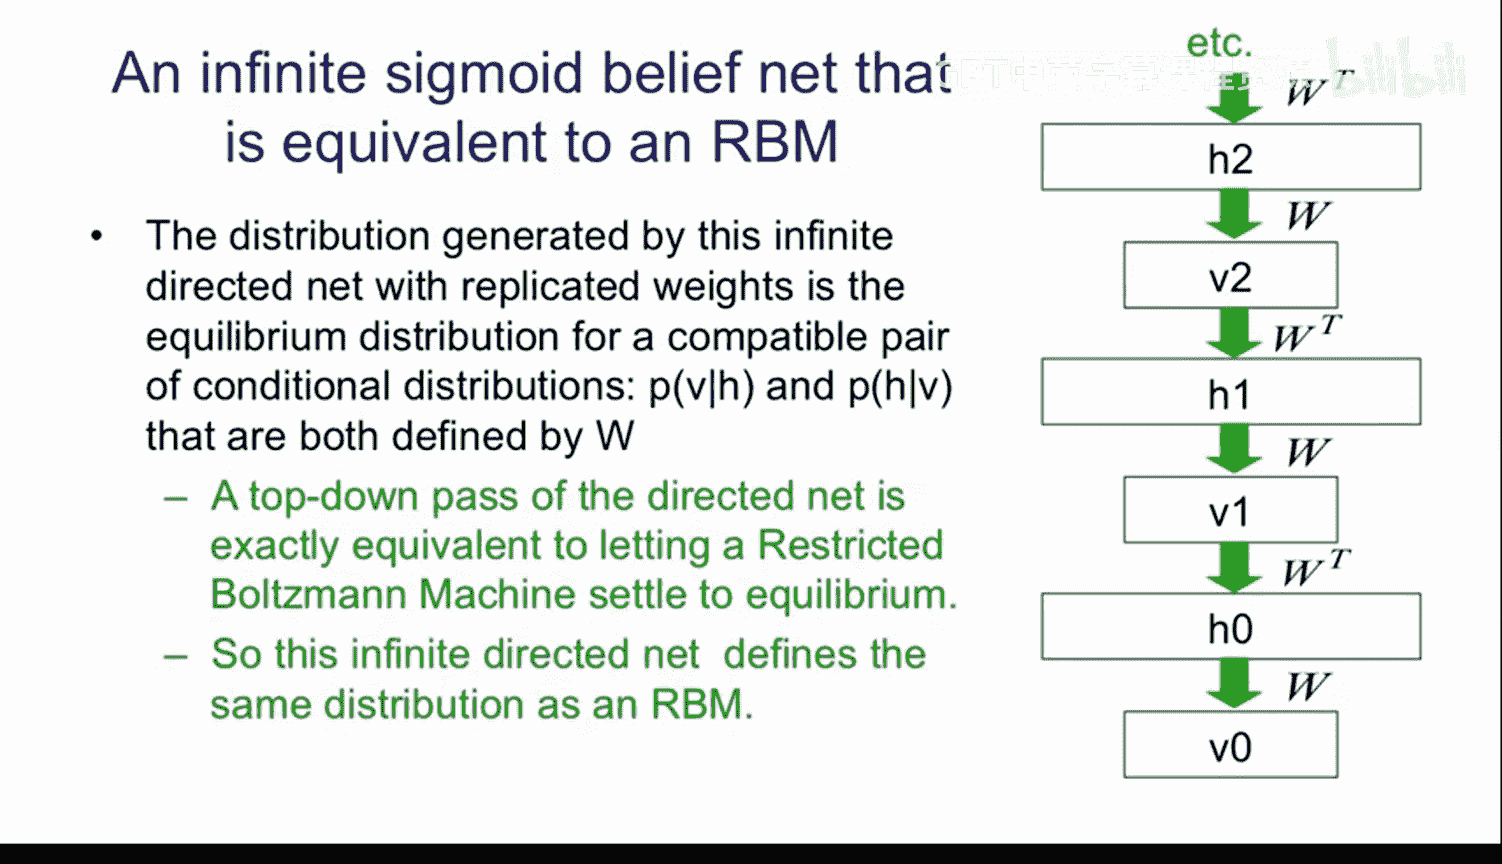 An infinite sigmoid belief net that
is equivalent to an RBM
• The distribution generated by this infinite
directed net with replicated weights is the
equilibrium distribution for a compatible pair
of conditional distributions: p(v|h) and p(h|v)
that are both defined by W
– A top-down pass of the directed net is
exactly equivalent to letting a Restricted
Boltzmann Machine settle to equilibrium.
– So this infinite directed net defines the
same distribution as an RBM.
etc.
W^T
h2
W
v2
W^T
h1
W
v1
W^T
h0
W
v0
bilibili